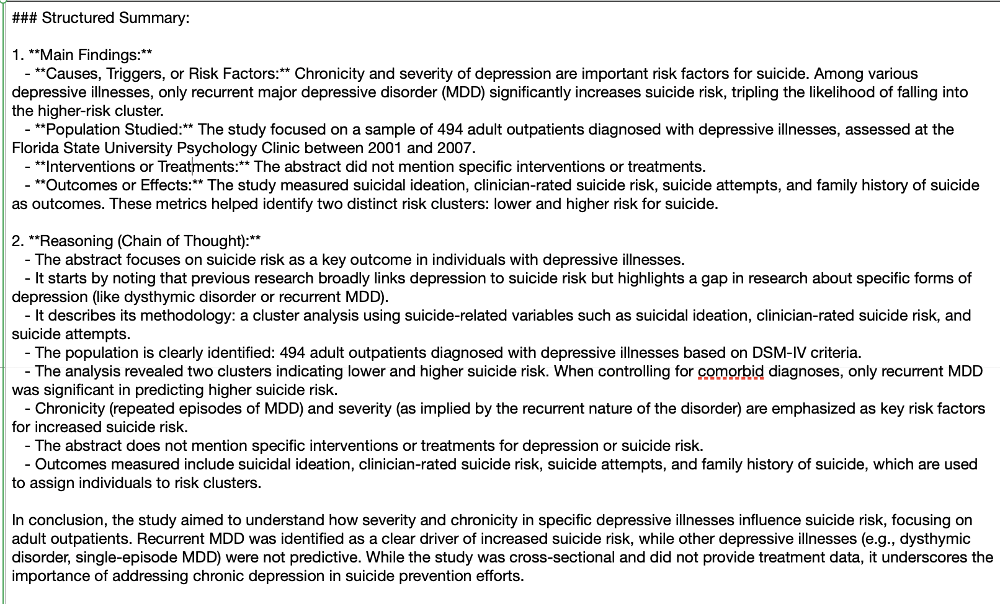 ### Structured Summary:
1. **Main Findings:**
- **Causes, Triggers, or Risk Factors:** Chronicity and severity of depression are important risk factors for suicide. Among various
depressive illnesses, only recurrent major depressive disorder (MDD) significantly increases suicide risk, tripling the likelihood of falling into
the higher-risk cluster.
- **Population Studied:** The study focused on a sample of 494 adult outpatients diagnosed with depressive illnesses, assessed at the
Florida State University Psychology Clinic between 2001 and 2007.
- **Interventions or Treatments:** The abstract did not mention specific interventions or treatments.
- **Outcomes or Effects:** The study measured suicidal ideation, clinician-rated suicide risk, suicide attempts, and family history of suicide
as outcomes. These metrics helped identify two distinct risk clusters: lower and higher risk for suicide.
2. **Reasoning (Chain of Thought):**
- The abstract focuses on suicide risk as a key outcome in individuals with depressive illnesses.
- It starts by noting that previous research broadly links depression to suicide risk but highlights a gap in research about specific forms of
depression (like dysthymic disorder or recurrent MDD).
- It describes its methodology: a cluster analysis using suicide-related variables such as suicidal ideation, clinician-rated suicide risk, and
suicide attempts.
- The population is clearly identified: 494 adult outpatients diagnosed with depressive illnesses based on DSM-IV criteria.
- The analysis revealed two clusters indicating lower and higher suicide risk. When controlling for comorbid diagnoses, only recurrent MDD
was significant in predicting higher suicide risk.
- Chronicity (repeated episodes of MDD) and severity (as implied by the recurrent nature of the disorder) are emphasized as key risk factors
for increased suicide risk.
- The abstract does not mention specific interventions or treatments for depression or suicide risk.
- Outcomes measured include suicidal ideation, clinician-rated suicide risk, suicide attempts, and family history of suicide, which are used
to assign individuals to risk clusters.
In conclusion, the study aimed to understand how severity and chronicity in specific depressive illnesses influence suicide risk, focusing on
adult outpatients. Recurrent MDD was identified as a clear driver of increased suicide risk, while other depressive illnesses (e.g., dysthymic
disorder, single-episode MDD) were not predictive. While the study was cross-sectional and did not provide treatment data, it underscores the
importance of addressing chronic depression in suicide prevention efforts.